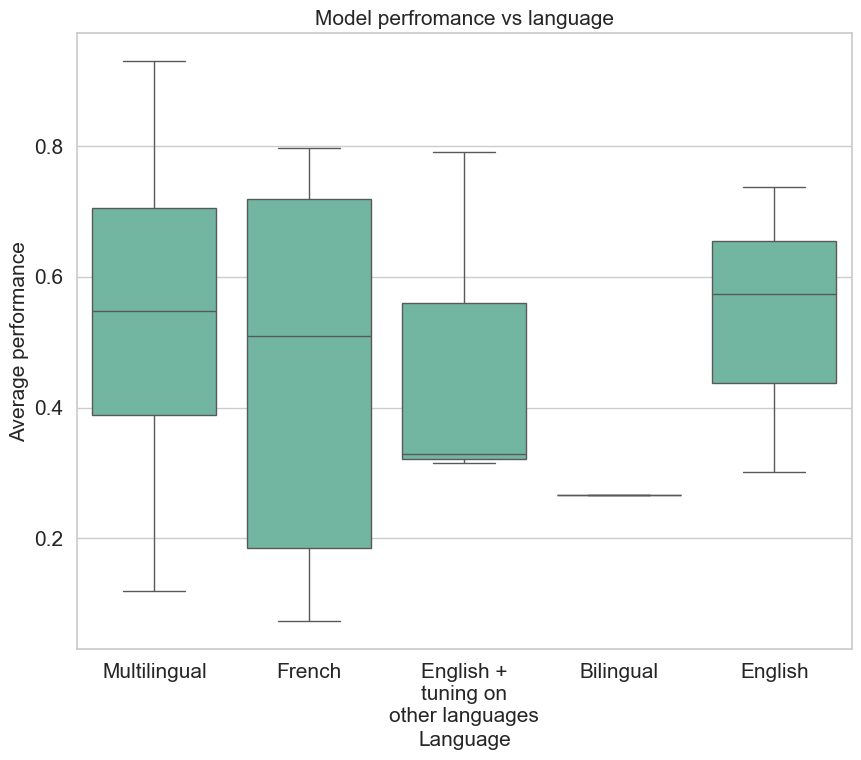 Model perfromance vs language
Average performance
0.8
0.6
0.4
0.2
Multilingual
French
English +
tuning on
other languages
Bilingual
English
Language